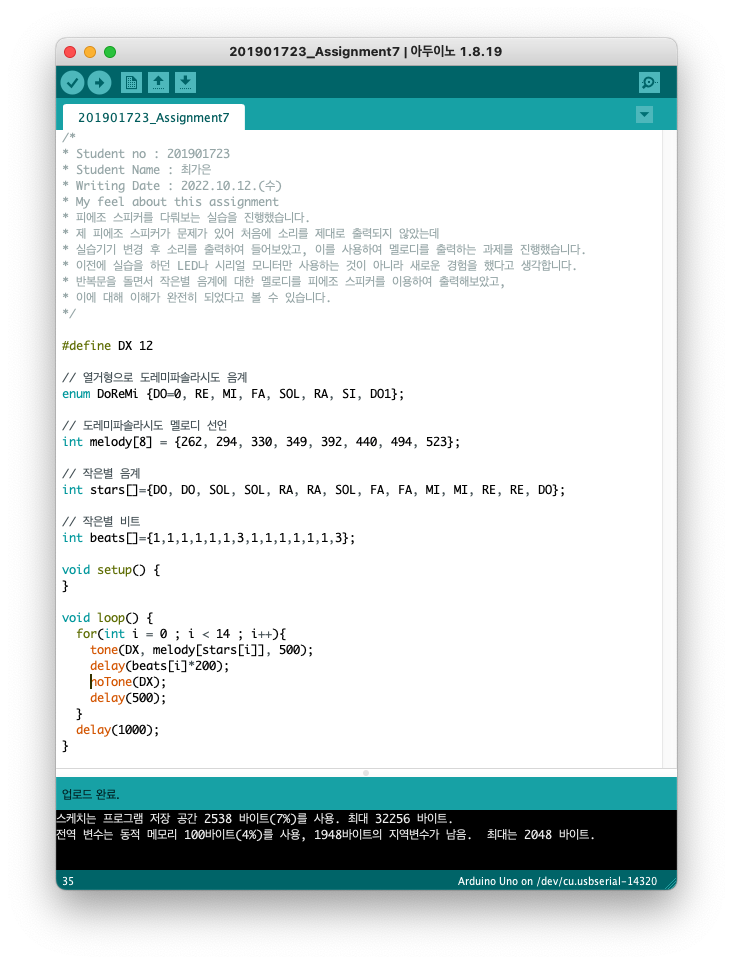 201901723_Assignment7 | 아두이노 1.8.19
201901723_Assignment7
/*
* Student no : 201901723
* Student Name : 최가은
* Writing Date : 2022.10.12.(수)
* My feel about this assignment
* 피에조 스피커를 다뤄보는 실습을 진행했습니다.
* 제 피에조 스피커가 문제가 있어 처음에 소리를 제대로 출력되지 않았는데
* 실습기기 변경 후 소리를 출력하여 들어보았고, 이를 사용하여 멜로디를 출력하는 과제를 진행했습니다.
* 이전에 실습을 하던 LED나 시리얼 모니터만 사용하는 것이 아니라 새로운 경험을 했다고 생각합니다.
* 반복문을 돌면서 작은별 음계에 대한 멜로디를 피에조 스피커를 이용하여 출력해보았고,
* 이에 대해 이해가 완전히 되었다고 볼 수 있습니다.
*/
#define DX 12
// 열거형으로 도레미파솔라시도 음계
enum DoReMi {DO=0, RE, MI, FA, SOL, RA, SI, DO1};
// 도레미파솔라시도 멜로디 선언
int melody[8] = {262, 294, 330, 349, 392, 440, 494, 523};
// 작은별 음계
int stars[]={DO, DO, SOL, SOL, RA, RA, SOL, FA, FA, MI, MI, RE, RE, DO};
// 작은별 비트
int beats[]={1,1,1,1,1,1,3,1,1,1,1,1,1,3};
void setup() {
}
void loop() {
for(int i = 0 ; i < 14 ; i++){
tone(DX, melody[stars[i]], 500);
delay(beats[i]*200);
noTone(DX);
delay(500);
}
delay(1000);
}
업로드 완료.
스케치는 프로그램 저장 공간 2538 바이트(7%)를 사용. 최대 32256 바이트.
전역 변수는 동적 메모리 100바이트(4%)를 사용, 1948바이트의 지역변수가 남음.  최대는 2048 바이트.
35
Arduino Uno on /dev/cu.usbserial-14320